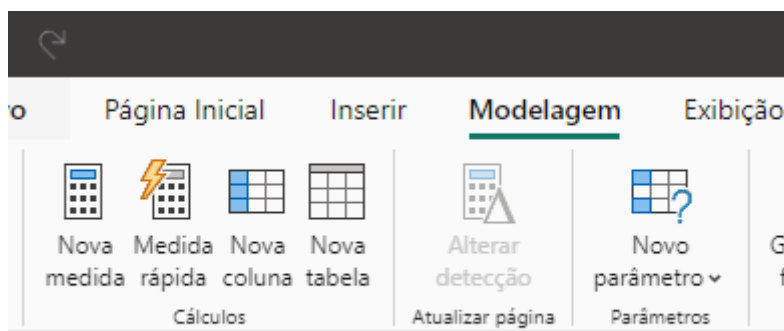 Página Inicial Inserir Modelagem Exibição
Nova Medida Nova Nova Alterar Novo
medida rápida coluna tabela detecção parâmetro
Cálculos Atualizar página Parâmetros